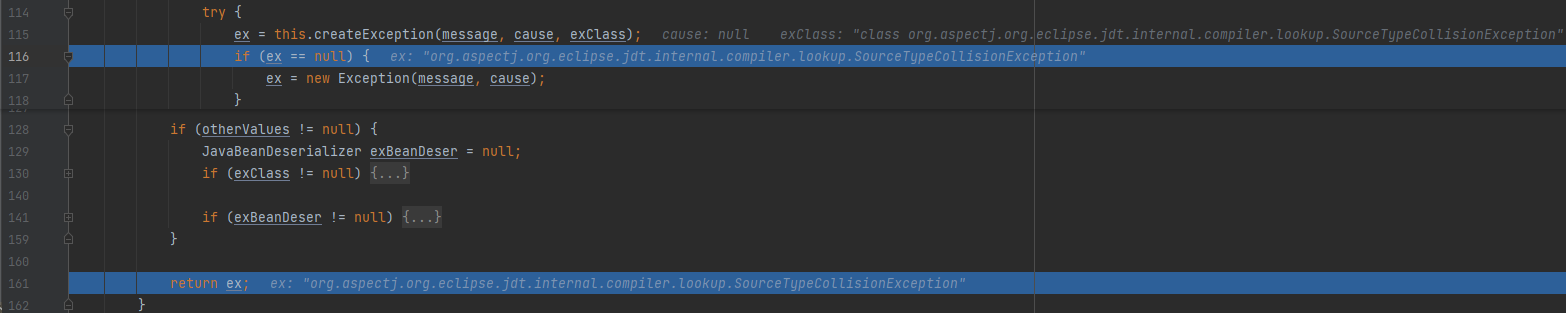 114 try {
115 ex = this.createException(message, cause, exClass); cause: null exClass: "class org.aspectj.org.eclipse.jdt.internal.compiler.lookup.SourceTypeCollisionException"
116 if (ex == null) { ex: "org.aspectj.org.eclipse.jdt.internal.compiler.lookup.SourceTypeCollisionException"
117 ex = new Exception(message, cause);
118 }
128 if (otherValues != null) {
129 JavaBeanDeserializer exBeanDeser = null;
130 if (exClass != null) {...}
140
141 if (exBeanDeser != null) {...}
159 }
160
161 return ex; ex: "org.aspectj.org.eclipse.jdt.internal.compiler.lookup.SourceTypeCollisionException"
162 }